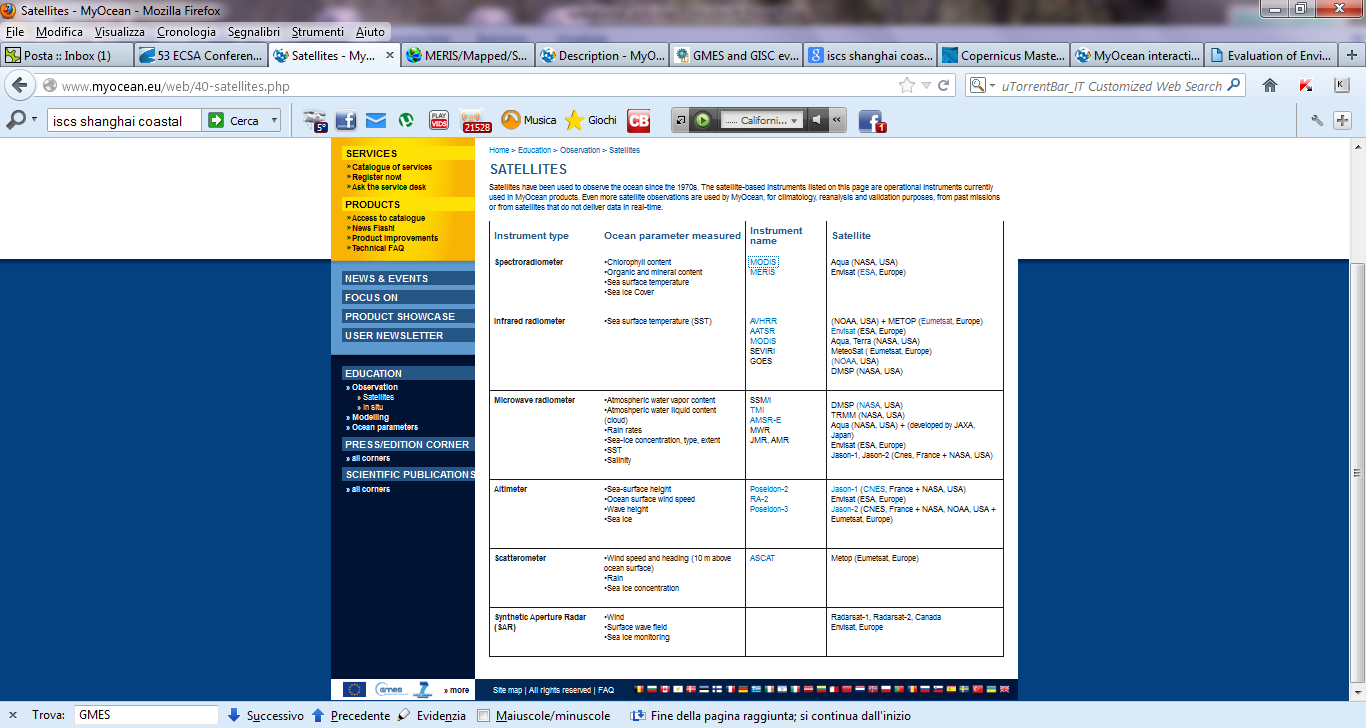 Satellites - MyOcean - Mozilla Firefox
File Modifica Visualizza Cronologia Segnalibri Strumenti Aiuto
Posta :: Inbox (1) 53 ECSA Conferen... Satellites - My... MERIS/Mapped/S... Description - MyO... GMES and GISC ev... iscs shanghai coas... Copernicus Maste... MyOcean interacti... Evaluation of Envi...
www.myocean.eu/web/40-satellites.php
uTorrentBar_IT Customized Web Search
iscs shanghai coastal Cerca 5° PLAY VIDS 21528 Musica Giochi CB ...... Californi... 1
SERVICES
» Catalogue of services
» Register now!
» Ask the service desk
PRODUCTS
» Access to catalogue
» News Flash!
» Product improvements
» Technical FAQ
NEWS & EVENTS
FOCUS ON
PRODUCT SHOWCASE
USER NEWSLETTER
EDUCATION
» Observation
» Satellites
» In situ
» Modelling
» Ocean parameters
PRESS/EDITION CORNER
» all corners
SCIENTIFIC PUBLICATIONS
» all corners
Home > Education > Observation > Satellites
SATELLITES
Satellites have been used to observe the ocean since the 1970s. The satellite-based instruments listed on this page are operational instruments currently
used in MyOcean products. Even more satellite observations are used by MyOcean, for climatology, reanalysis and validation purposes, from past missions
or from satellites that do not deliver data in real-time.
Instrument type Ocean parameter measured Instrument name Satellite
Spectroradiometer
•Chlorophyll content
•Organic and mineral content
•Sea surface temperature
•Sea Ice Cover
MODIS
MERIS
Aqua (NASA, USA)
Envisat (ESA, Europe)
Infrared radiometer
•Sea surface temperature (SST)
AVHRR
AATSR
MODIS
SEVIRI
GOES
(NOAA, USA) + METOP (Eumetsat, Europe)
Envisat (ESA, Europe)
Aqua, Terra (NASA, USA)
MeteoSat ( Eumetsat, Europe)
(NOAA, USA)
DMSP (NASA, USA)
Microwave radiometer
•Atmospheric water vapor content
•Atmohperic water liquid content
(cloud)
•Rain rates
•Sea-Ice concentration, type, extent
•SST
•Salinity
SSM/I
TMI
AMSR-E
MWR
JMR, AMR
DMSP (NASA, USA)
TRMM (NASA, USA)
Aqua (NASA, USA) + (developed by JAXA,
Japan)
Envisat (ESA, Europe)
Jason-1, Jason-2 (Cnes, France + NASA, USA)
Altimeter
•Sea-surface height
•Ocean surface wind speed
•Wave height
•Sea Ice
Poseidon-2
RA-2
Poseidon-3
Jason-1 (CNES, France + NASA, USA)
Envisat (ESA, Europe)
Jason-2 (CNES, France + NASA, NOAA, USA +
Eumetsat, Europe)
Scatterometer
•Wind speed and heading (10 m above
ocean surface)
•Rain
•Sea Ice concentration
ASCAT
Metop (Eumetsat, Europe)
Synthetic Aperture Radar
(SAR)
•Wind
•Surface wave field
•Sea Ice monitoring
Radarsat-1, Radarsat-2, Canada
Envisat, Europe
GMES » more Site map | All rights reserved | FAQ
Trova: GMES Successivo Precedente Evidenzia Maiuscole/minuscole Fine della pagina raggiunta; si continua dall'inizio